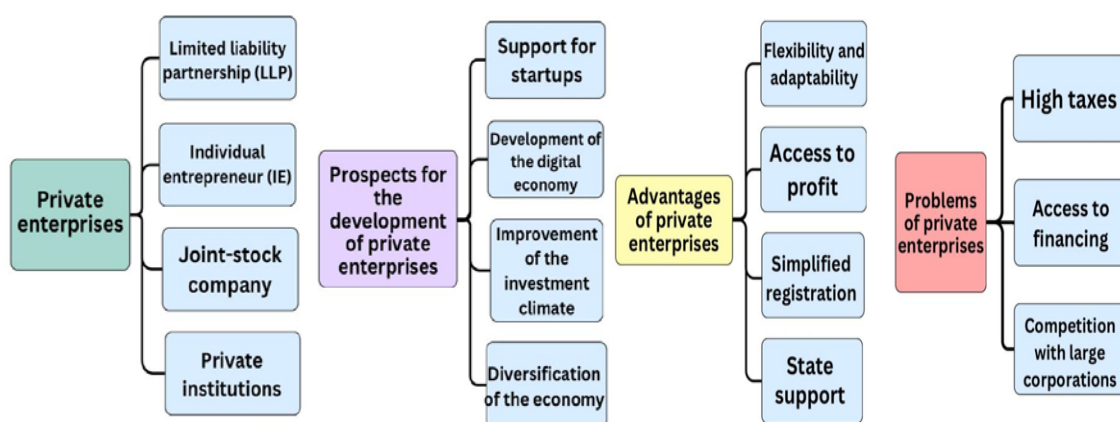 Private
enterprises
Limited liability
partnership (LLP)
Individual
entrepreneur (IE)
Joint-stock
company
Private
institutions
Prospects for
the
development
of private
enterprises
Support for
startups
Development of
the digital
economy
Improvement
of the
investment
climate
Diversification
of the economy
Advantages
of private
enterprises
Flexibility and
adaptability
Access to
profit
Simplified
registration
State
support
Problems
of private
enterprises
High taxes
Access to
financing
Competition
with large
corporations